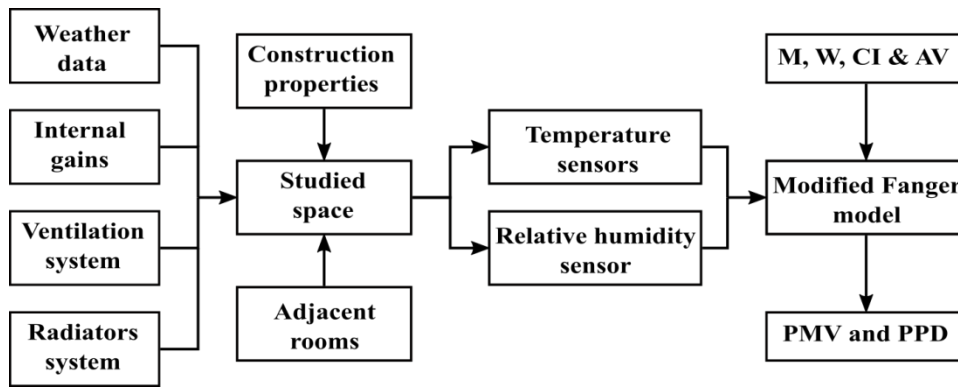 Weather
data
Internal
gains
Ventilation
system
Radiators
system
Construction
properties
Studied
space
Adjacent
rooms
Temperature
sensors
Relative humidity
sensor
M, W, CI & AV
Modified Fanger
model
PMV and PPD